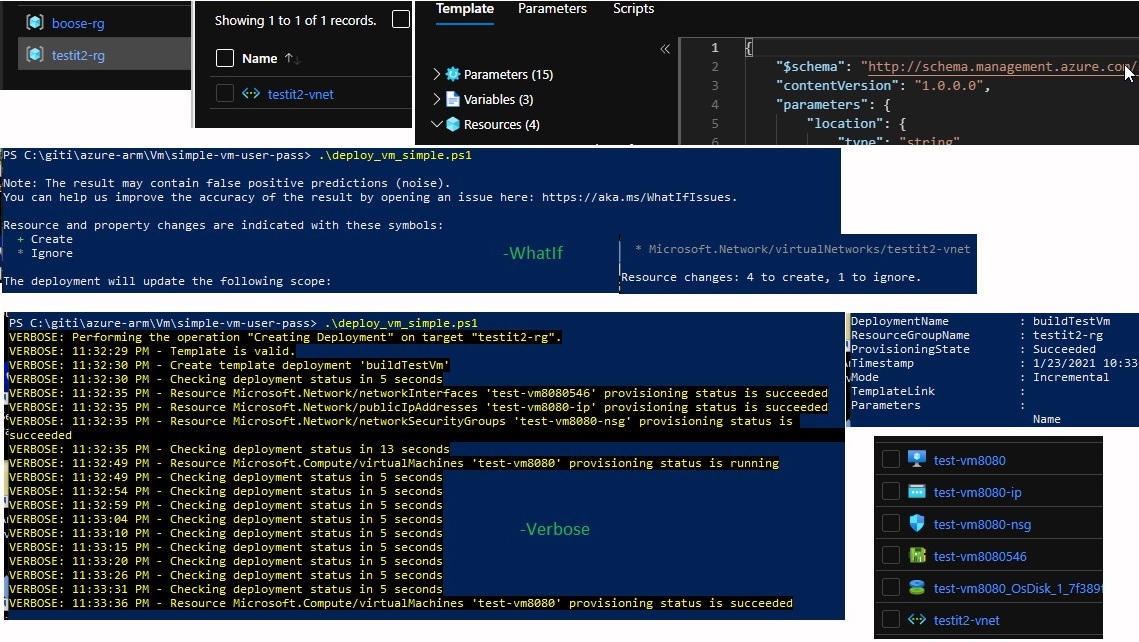 boose-rg
testit2-rg
Showing 1 to 1 of 1 records.
Name ↑↓
testit2-vnet
Template Parameters Scripts
«
Parameters (15)
Variables (3)
Resources (4)
1 {
2 "$schema": "http://schema.management.azure.com/
3 "contentVersion": "1.0.0.0",
4 "parameters": {
5 "location": {
6 "type": "string"
PS C:\giti\azure-arm\Vm\simple-vm-user-pass> .\deploy_vm_simple.ps1
Note: The result may contain false positive predictions (noise).
You can help us improve the accuracy of the result by opening an issue here: https://aka.ms/WhatIfIssues.
Resource and property changes are indicated with these symbols:
+ Create
* Ignore
The deployment will update the following scope:
-WhatIf
* Microsoft.Network/virtualNetworks/testit2-vnet
Resource changes: 4 to create, 1 to ignore.
PS C:\giti\azure-arm\Vm\simple-vm-user-pass> .\deploy_vm_simple.ps1
VERBOSE: Performing the operation "Creating Deployment" on target "testit2-rg".
VERBOSE: 11:32:29 PM - Template is valid.
VERBOSE: 11:32:30 PM - Create template deployment 'buildTestVm'
VERBOSE: 11:32:30 PM - Checking deployment status in 5 seconds
VERBOSE: 11:32:35 PM - Resource Microsoft.Network/networkInterfaces 'test-vm8080546' provisioning status is succeeded
VERBOSE: 11:32:35 PM - Resource Microsoft.Network/publicIpAddresses 'test-vm8080-ip' provisioning status is succeeded
VERBOSE: 11:32:35 PM - Resource Microsoft.Network/networkSecurityGroups 'test-vm8080-nsg' provisioning status is
succeeded
VERBOSE: 11:32:35 PM - Checking deployment status in 13 seconds
VERBOSE: 11:32:49 PM - Resource Microsoft.Compute/virtualMachines 'test-vm8080' provisioning status is running
VERBOSE: 11:32:49 PM - Checking deployment status in 5 seconds
VERBOSE: 11:32:54 PM - Checking deployment status in 5 seconds
VERBOSE: 11:32:59 PM - Checking deployment status in 5 seconds
VERBOSE: 11:33:04 PM - Checking deployment status in 5 seconds
VERBOSE: 11:33:10 PM - Checking deployment status in 5 seconds
VERBOSE: 11:33:15 PM - Checking deployment status in 5 seconds
VERBOSE: 11:33:20 PM - Checking deployment status in 5 seconds
VERBOSE: 11:33:26 PM - Checking deployment status in 5 seconds
VERBOSE: 11:33:31 PM - Checking deployment status in 5 seconds
VERBOSE: 11:33:36 PM - Resource Microsoft.Compute/virtualMachines 'test-vm8080' provisioning status is succeeded
-Verbose
DeploymentName : buildTestVm
ResourceGroupName : testit2-rg
ProvisioningState : Succeeded
Timestamp : 1/23/2021 10:33
Mode : Incremental
TemplateLink :
Parameters :
Name
test-vm8080
test-vm8080-ip
test-vm8080-nsg
test-vm8080546
test-vm8080_OsDisk_1_7f389
testit2-vnet